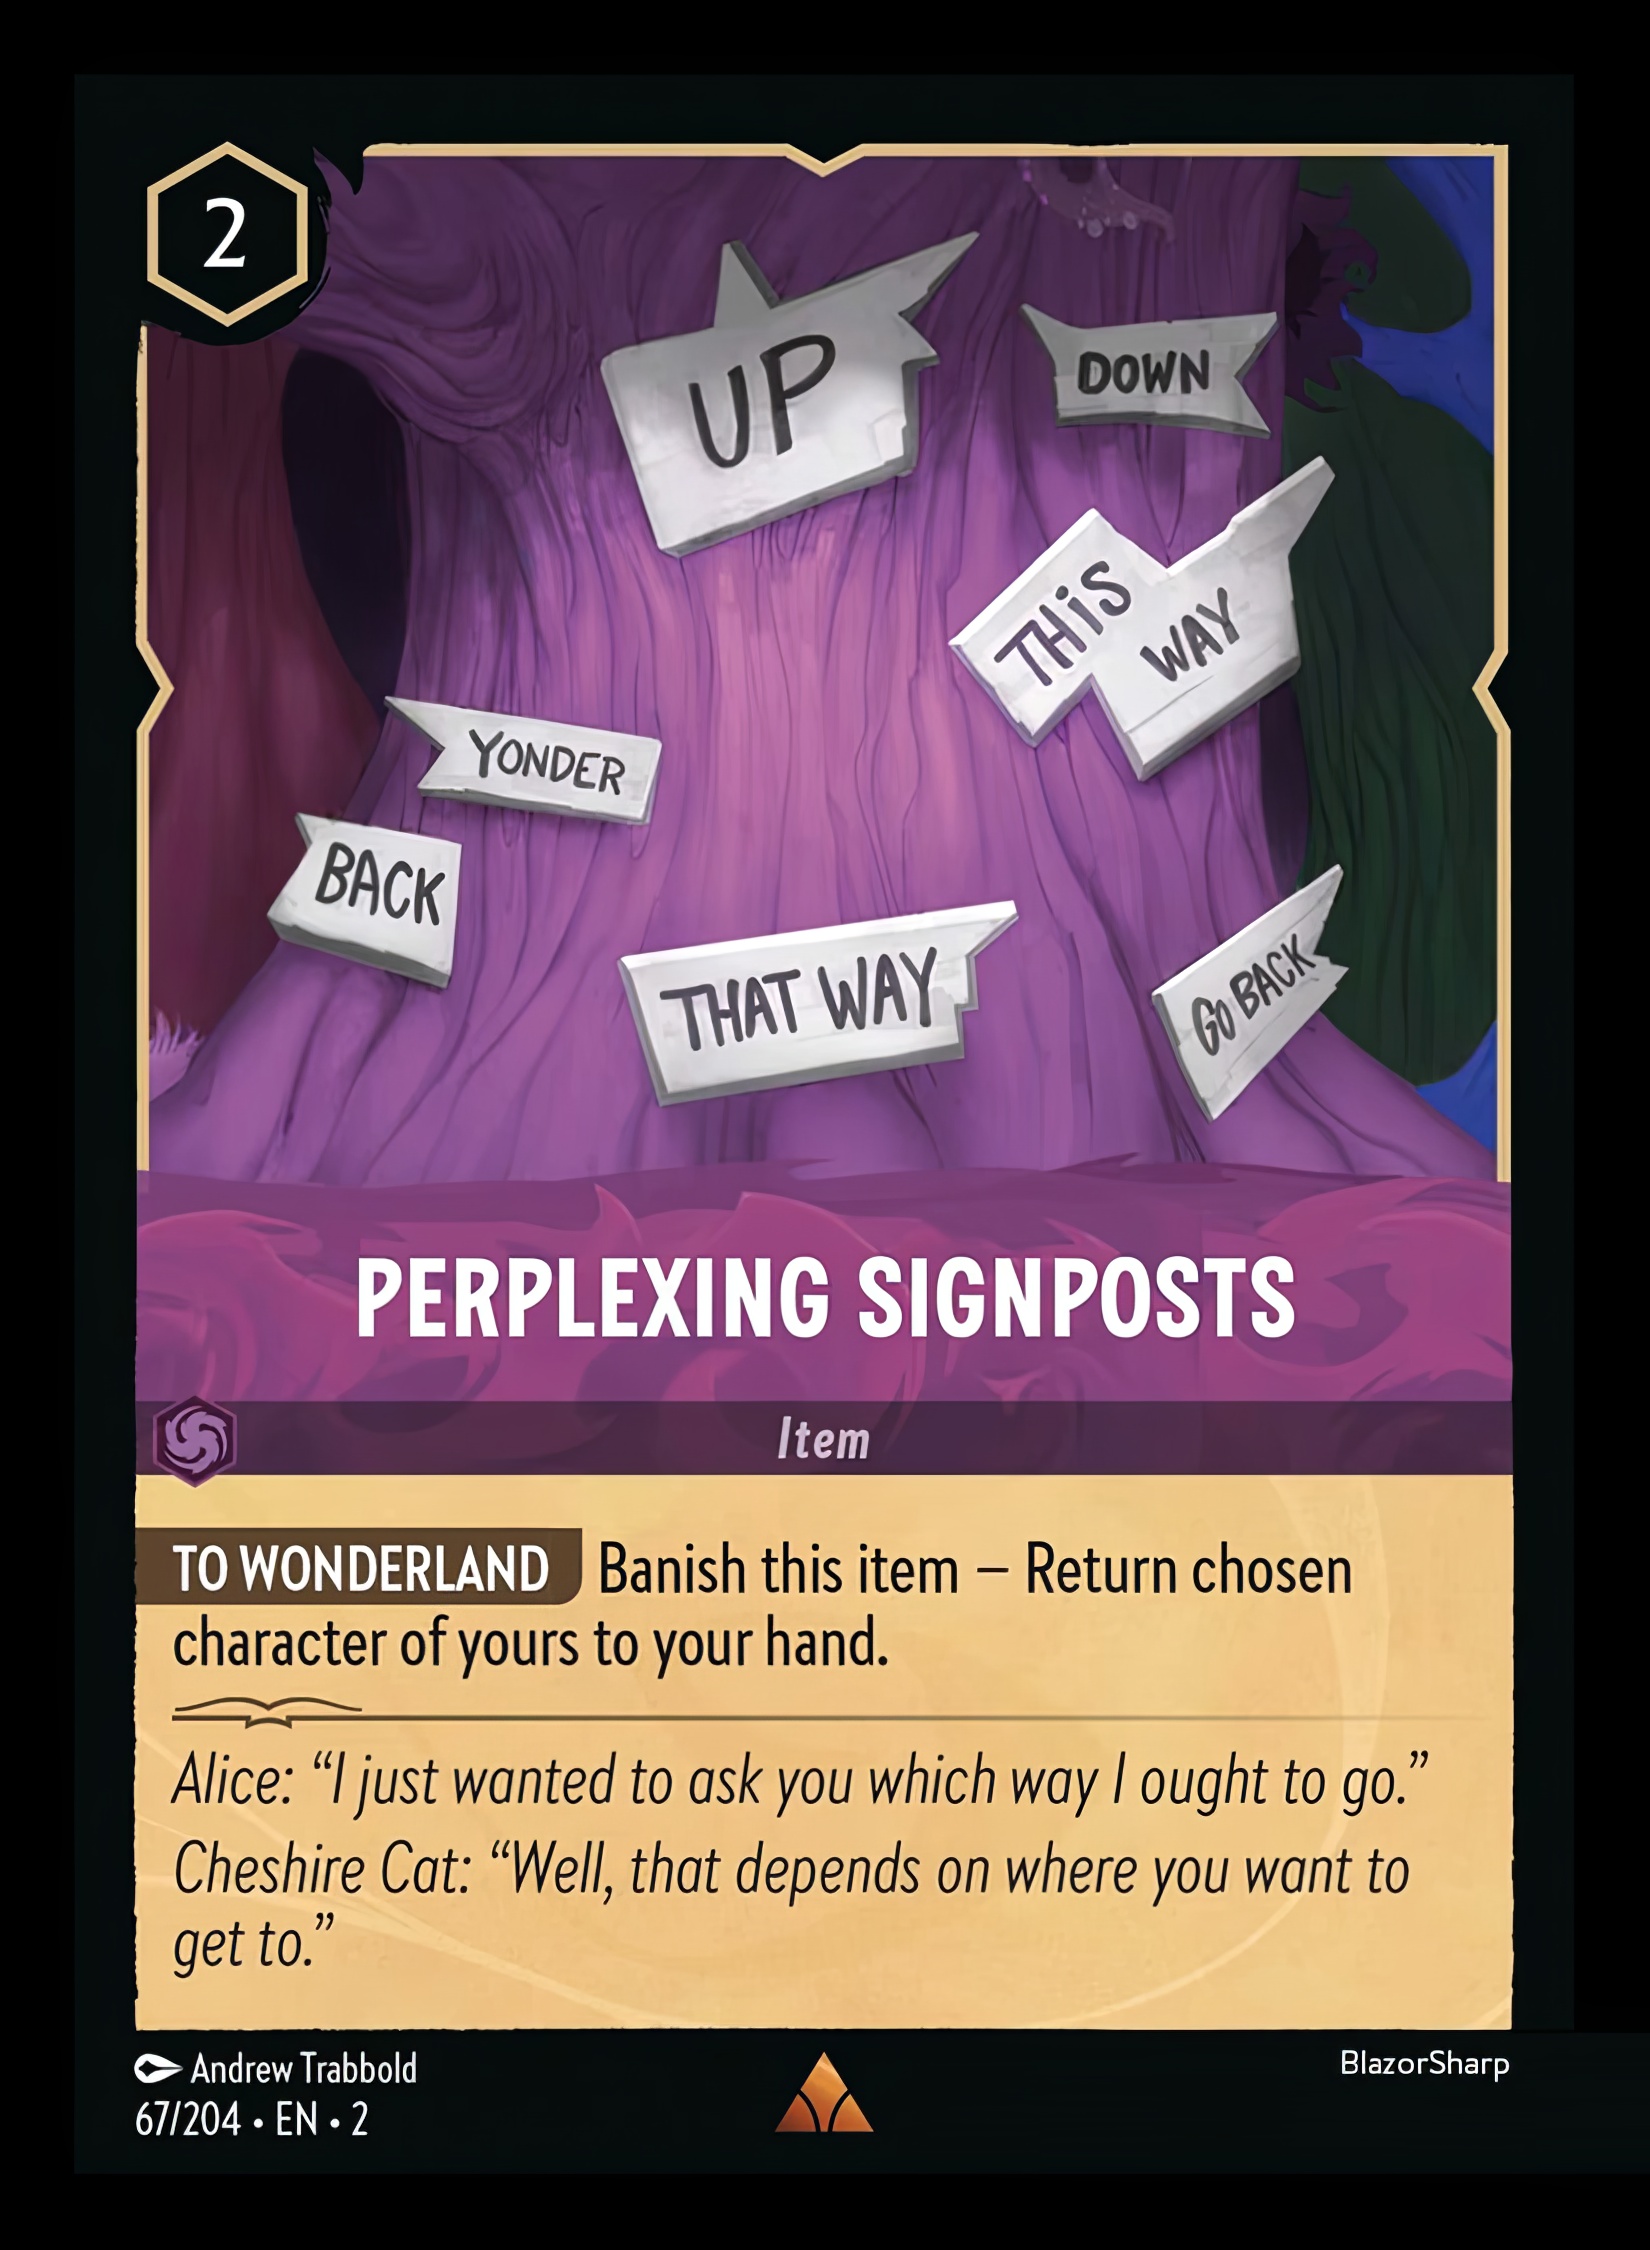 2
UP
DOWN
THiS
WAY
YONDER
BACK
THAT WAY
GO BACK
PERPLEXING SIGNPOSTS
Item
TO WONDERLAND Banish this item – Return chosen
character of yours to your hand.
Alice: “I just wanted to ask you which way I ought to go.”
Cheshire Cat: “Well, that depends on where you want to
get to.”
Andrew Trabbold
BlazorSharp
67/204 • EN • 2